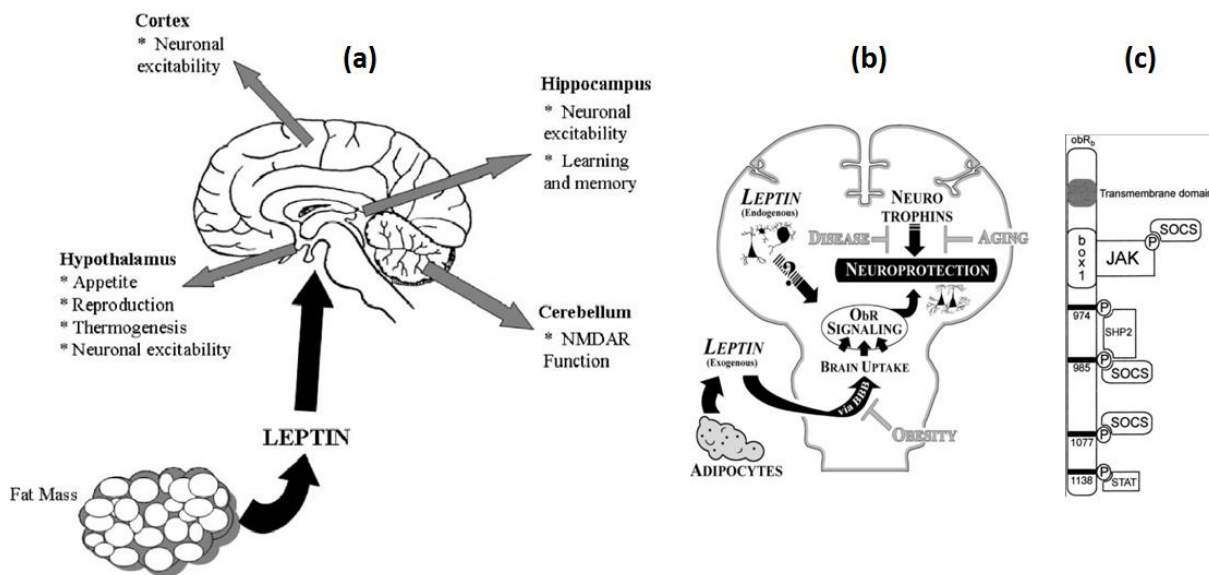 (a)
Cortex
* Neuronal
excitability
Hippocampus
* Neuronal
excitability
* Learning
and memory
Hypothalamus
* Appetite
* Reproduction
* Thermogenesis
* Neuronal excitability
Cerebellum
* NMDAR
Function
LEPTIN
Fat Mass
(b)
LEPTIN
(Endogenous)
NEURO
TROPHINS
DISEASE
AGING
NEUROPROTECTION
?
OBR
SIGNALING
LEPTIN
(Exogenous)
BRAIN UPTAKE
via BBB
OBESITY
ADIPOCYTES
(c)
obRb
Transmembrane domain
box1
JAK
P
SOCS
974
P
SHP2
985
P
SOCS
1077
P
SOCS
1138
P
STAT